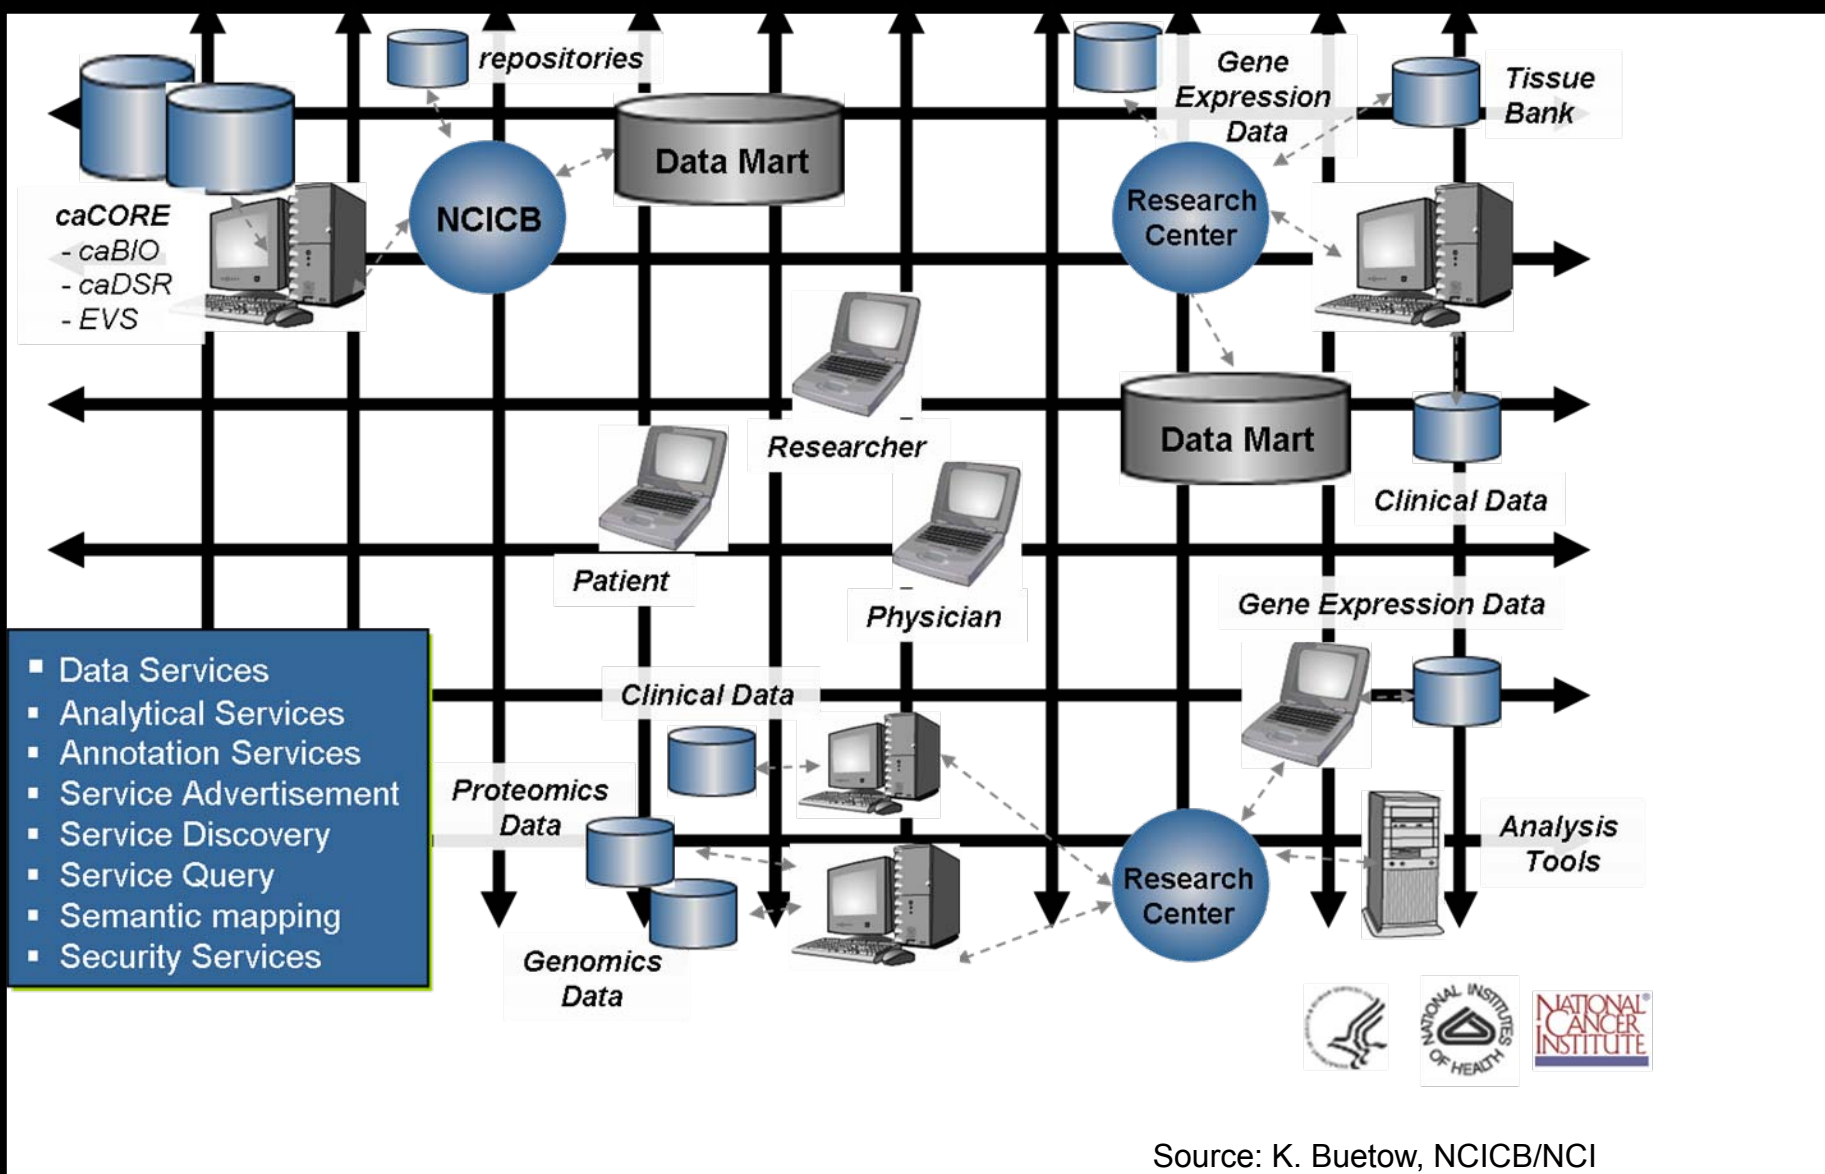 repositories
Gene
Expression
Data
Tissue
Bank
Data Mart
caCORE
- caBIO
- caDSR
- EVS
NCICB
Research
Center
Researcher
Data Mart
Clinical Data
Patient
Physician
Gene Expression Data
▪ Data Services
▪ Analytical Services
▪ Annotation Services
▪ Service Advertisement
▪ Service Discovery
▪ Service Query
▪ Semantic mapping
▪ Security Services
Clinical Data
Proteomics
Data
Genomics
Data
Research
Center
Analysis
Tools
NATIONAL INSTITUTES
OF HEALTH
NATIONAL®
CANCER
INSTITUTE
Source: K. Buetow, NCICB/NCI